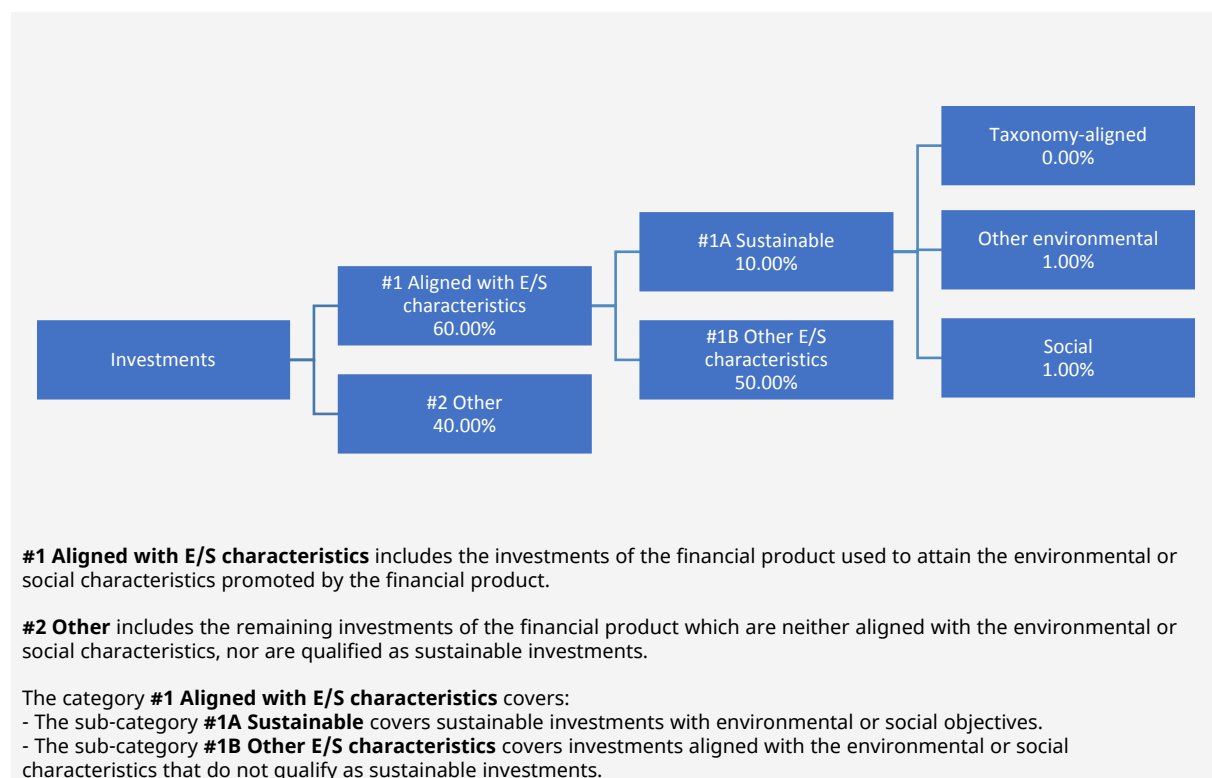 Investments
#1 Aligned with E/S
characteristics
60.00%
#2 Other
40.00%
#1A Sustainable
10.00%
#1B Other E/S
characteristics
50.00%
Taxonomy-aligned
0.00%
Other environmental
1.00%
Social
1.00%
#1 Aligned with E/S characteristics includes the investments of the financial product used to attain the environmental or
social characteristics promoted by the financial product.
#2 Other includes the remaining investments of the financial product which are neither aligned with the environmental or
social characteristics, nor are qualified as sustainable investments.
The category #1 Aligned with E/S characteristics covers:
- The sub-category #1A Sustainable covers sustainable investments with environmental or social objectives.
- The sub-category #1B Other E/S characteristics covers investments aligned with the environmental or social
characteristics that do not qualify as sustainable investments.